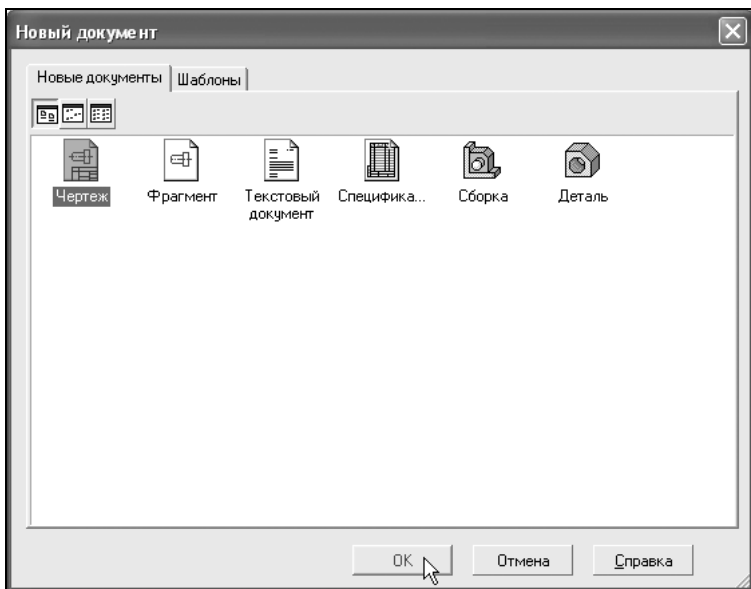 Новый документ
Новые документы Шаблоны
Чертеж Фрагмент Текстовый документ Специфика... Сборка Деталь
OK Отмена Справка